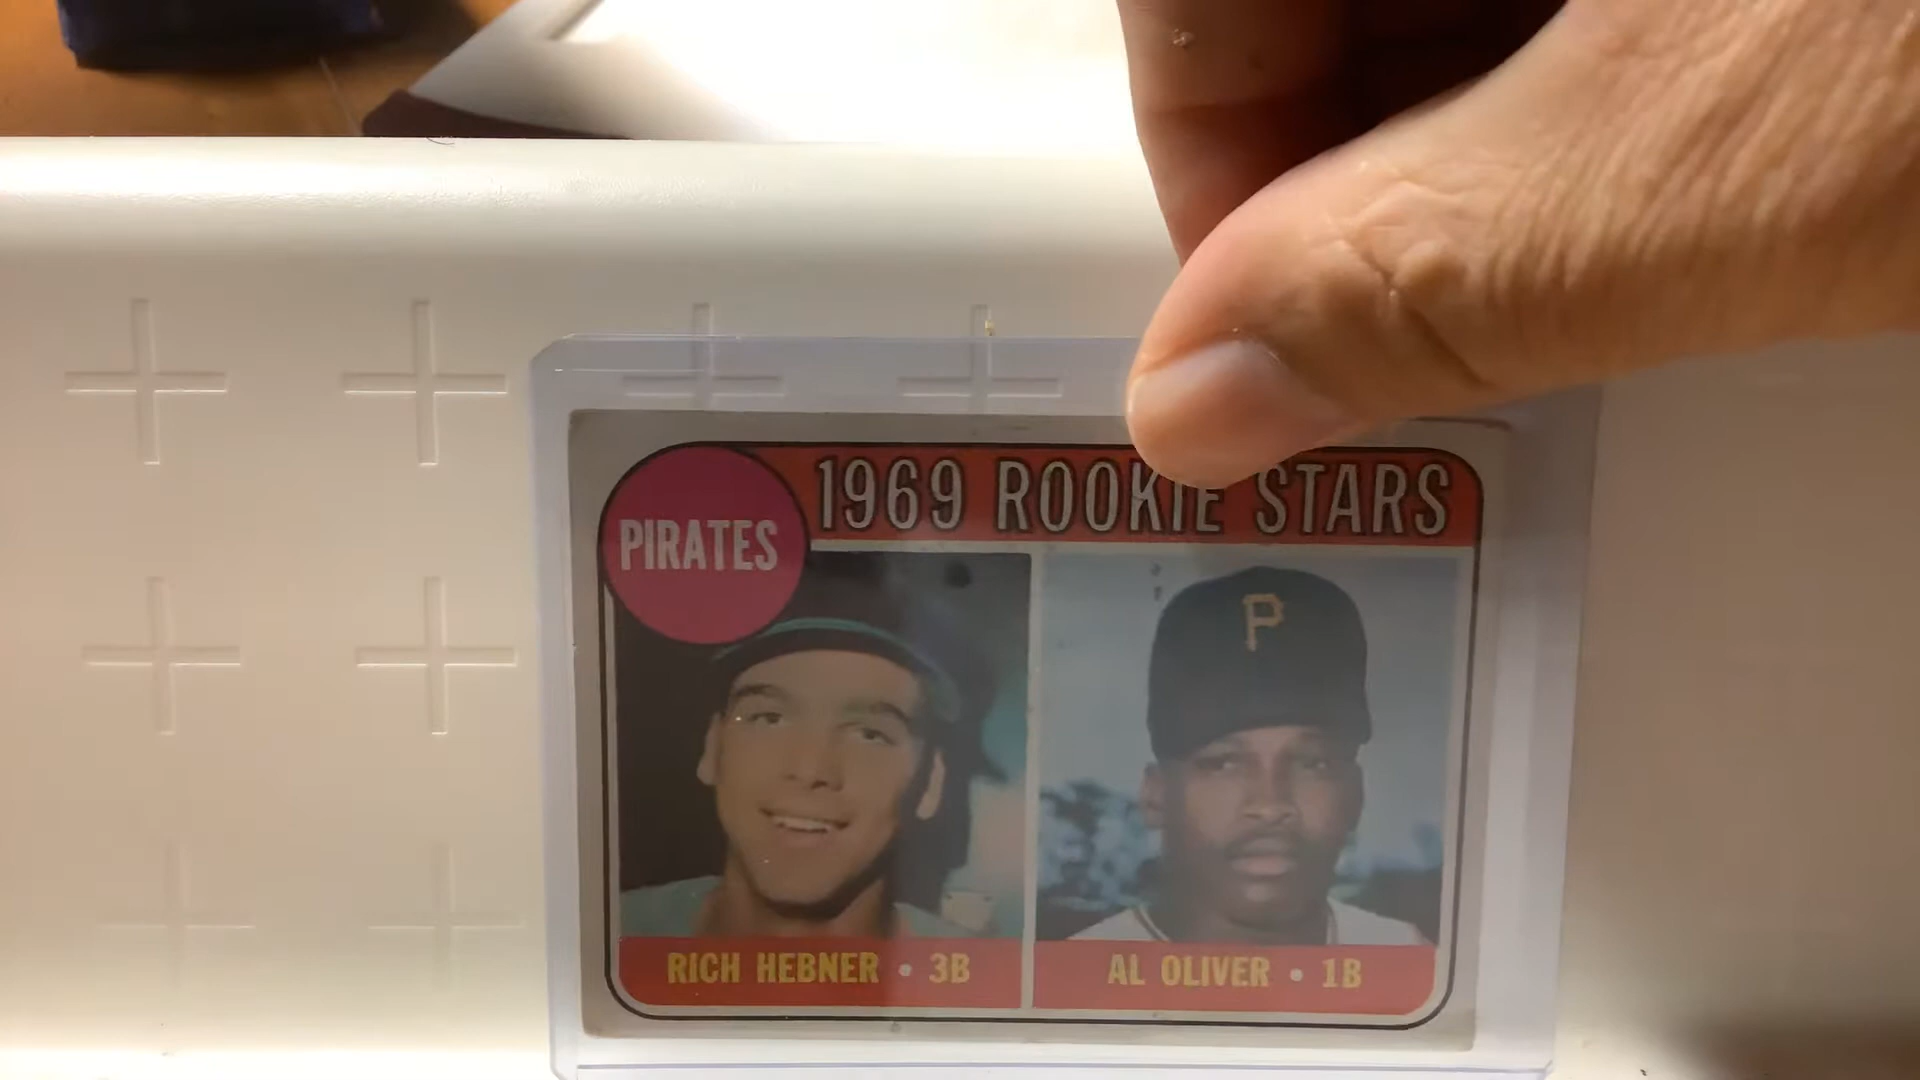 1969 ROOKIE STARS
PIRATES
P
RICH HEBNER • 3B
AL OLIVER • 1B